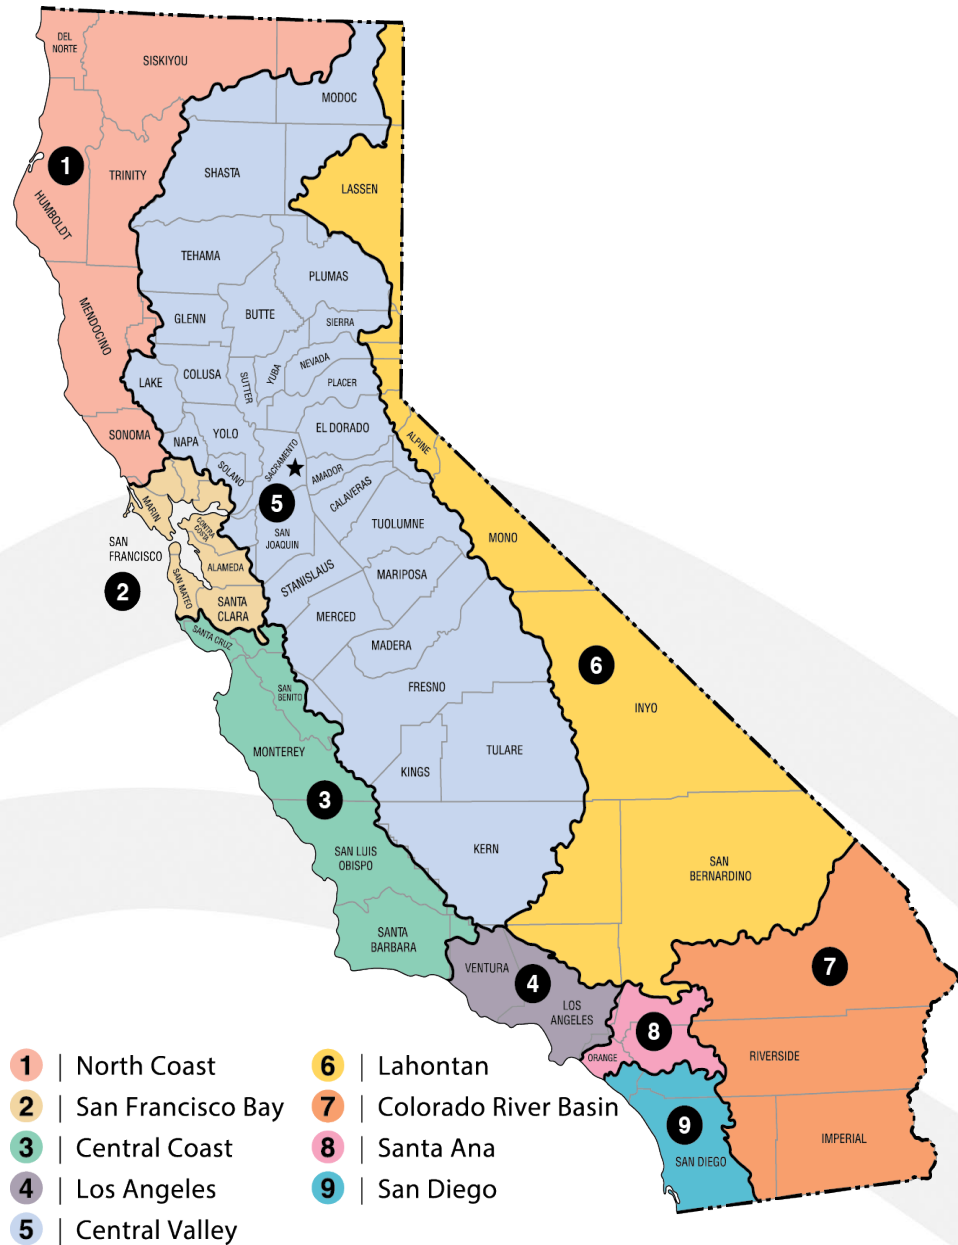 DEL
NORTE
SISKIYOU
MODOC
1
TRINITY
SHASTA
LASSEN
HUMBOLDT
TEHAMA
PLUMAS
MENDOCINO
GLENN
BUTTE
SIERRA
LAKE
COLUSA
SUTTER
YUBA
NEVADA
PLACER
SONOMA
NAPA
YOLO
EL DORADO
ALPINE
SOLANO
SACRAMENTO
AMADOR
CALAVERAS
5
MARIN
CONTRA
COSTA
SAN
JOAQUIN
TUOLUMNE
MONO
SAN
FRANCISCO
ALAMEDA
STANISLAUS
MARIPOSA
2
SAN MATEO
SANTA
CLARA
MERCED
SANTA CRUZ
MADERA
6
SAN
BENITO
FRESNO
INYO
MONTEREY
TULARE
KINGS
3
SAN LUIS
OBISPO
KERN
SAN
BERNARDINO
SANTA
BARBARA
VENTURA
4
7
LOS
ANGELES
8
ORANGE
RIVERSIDE
9
SAN DIEGO
IMPERIAL
1 | North Coast
2 | San Francisco Bay
3 | Central Coast
4 | Los Angeles
5 | Central Valley
6 | Lahontan
7 | Colorado River Basin
8 | Santa Ana
9 | San Diego